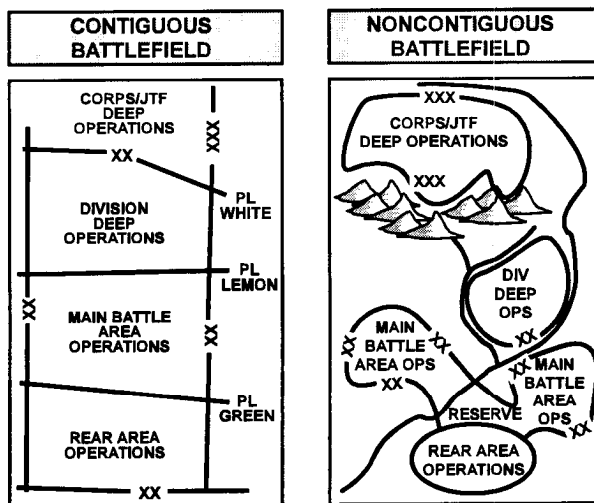 CONTIGUOUS
BATTLEFIELD
CORPS/JTF
DEEP
OPERATIONS
XXX
XX
PL
WHITE
DIVISION
DEEP
OPERATIONS
PL
LEMON
XX
MAIN BATTLE
AREA
OPERATIONS
XX
PL
GREEN
REAR AREA
OPERATIONS
XX
NONCONTIGUOUS
BATTLEFIELD
XXX
CORPS/JTF
DEEP OPERATIONS
XXX
DIV
DEEP
OPS
XX
MAIN
BATTLE
AREA OPS
XX
XX
XX
XX
MAIN
BATTLE
AREA
OPS
XX
RESERVE
REAR AREA
OPERATIONS